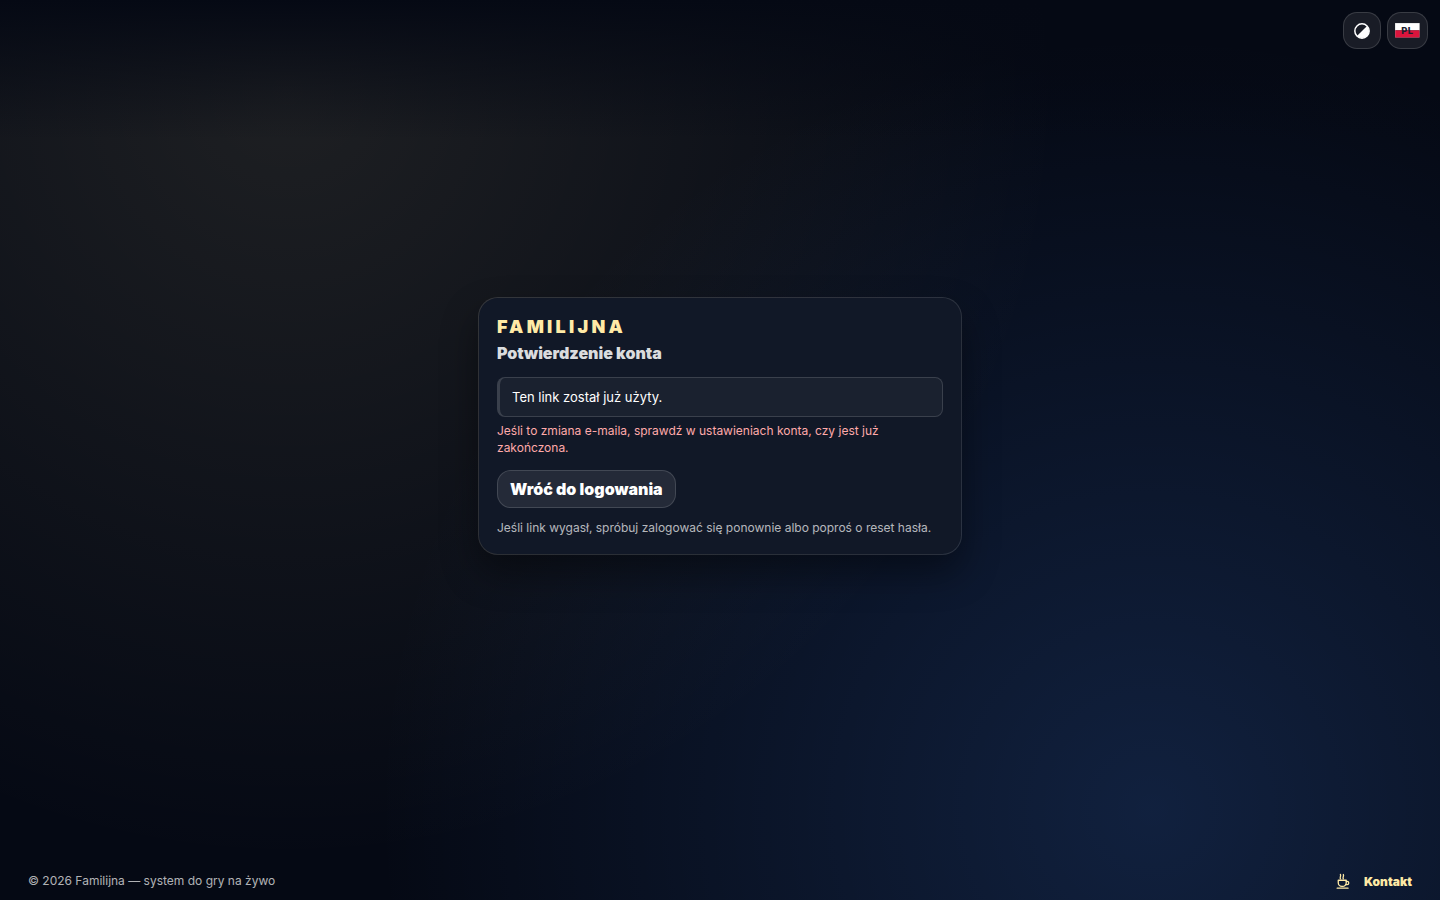 PL
FAMILIJNA
Potwierdzenie konta
Ten link został już użyty.
Jeśli to zmiana e-maila, sprawdź w ustawieniach konta, czy jest już
zakończona.
Wróć do logowania
Jeśli link wygasł, spróbuj zalogować się ponownie albo poproś o reset hasła.
© 2026 Familijna — system do gry na żywo
Kontakt